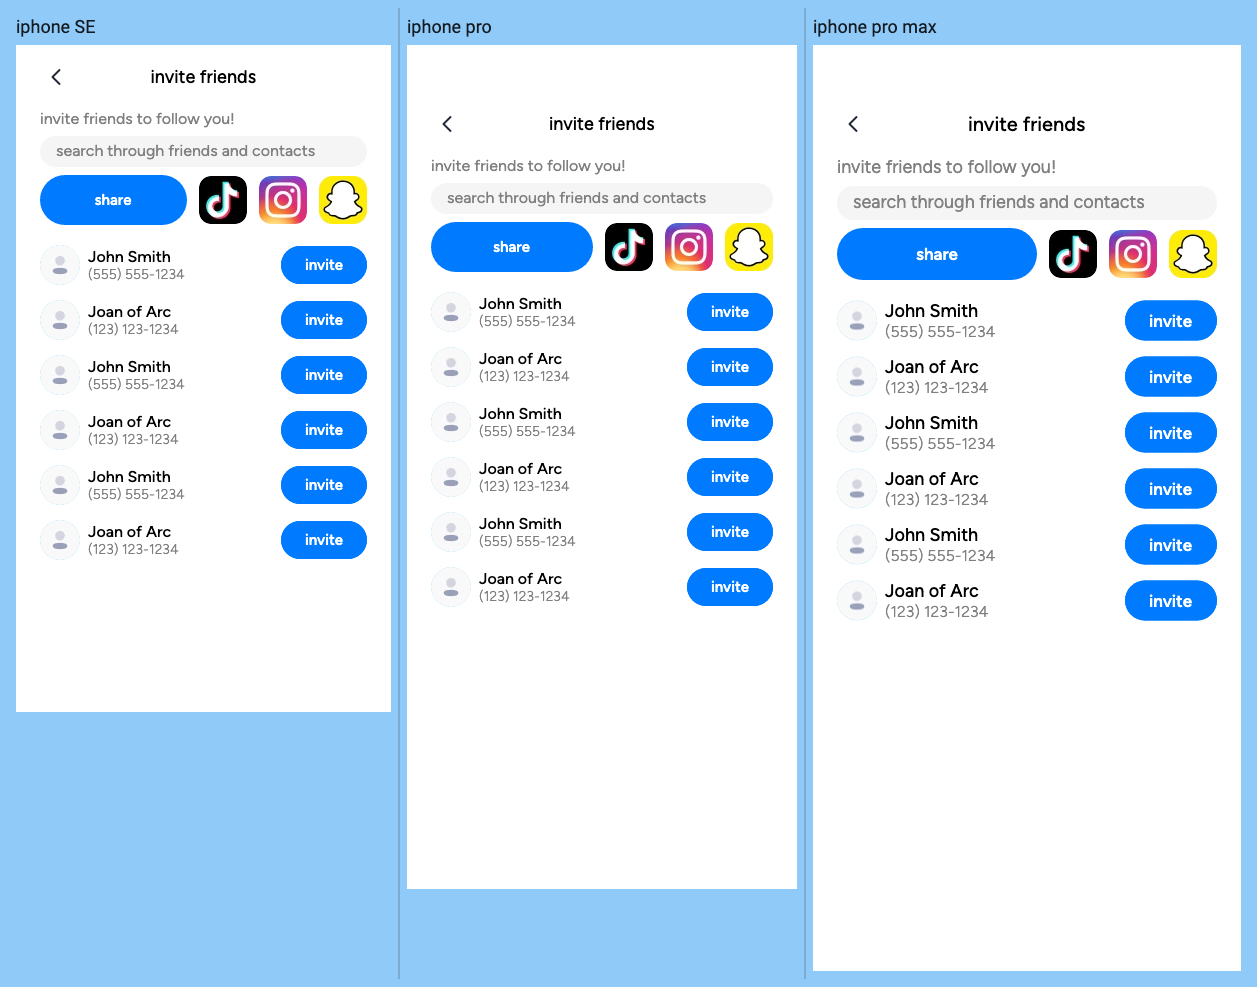 iphone SE
invite friends
invite friends to follow you!
search through friends and contacts
share
John Smith
(555) 555-1234
invite
Joan of Arc
(123) 123-1234
invite
John Smith
(555) 555-1234
invite
Joan of Arc
(123) 123-1234
invite
John Smith
(555) 555-1234
invite
Joan of Arc
(123) 123-1234
invite
iphone pro
invite friends
invite friends to follow you!
search through friends and contacts
share
John Smith
(555) 555-1234
invite
Joan of Arc
(123) 123-1234
invite
John Smith
(555) 555-1234
invite
Joan of Arc
(123) 123-1234
invite
John Smith
(555) 555-1234
invite
Joan of Arc
(123) 123-1234
invite
iphone pro max
invite friends
invite friends to follow you!
search through friends and contacts
share
John Smith
(555) 555-1234
invite
Joan of Arc
(123) 123-1234
invite
John Smith
(555) 555-1234
invite
Joan of Arc
(123) 123-1234
invite
John Smith
(555) 555-1234
invite
Joan of Arc
(123) 123-1234
invite